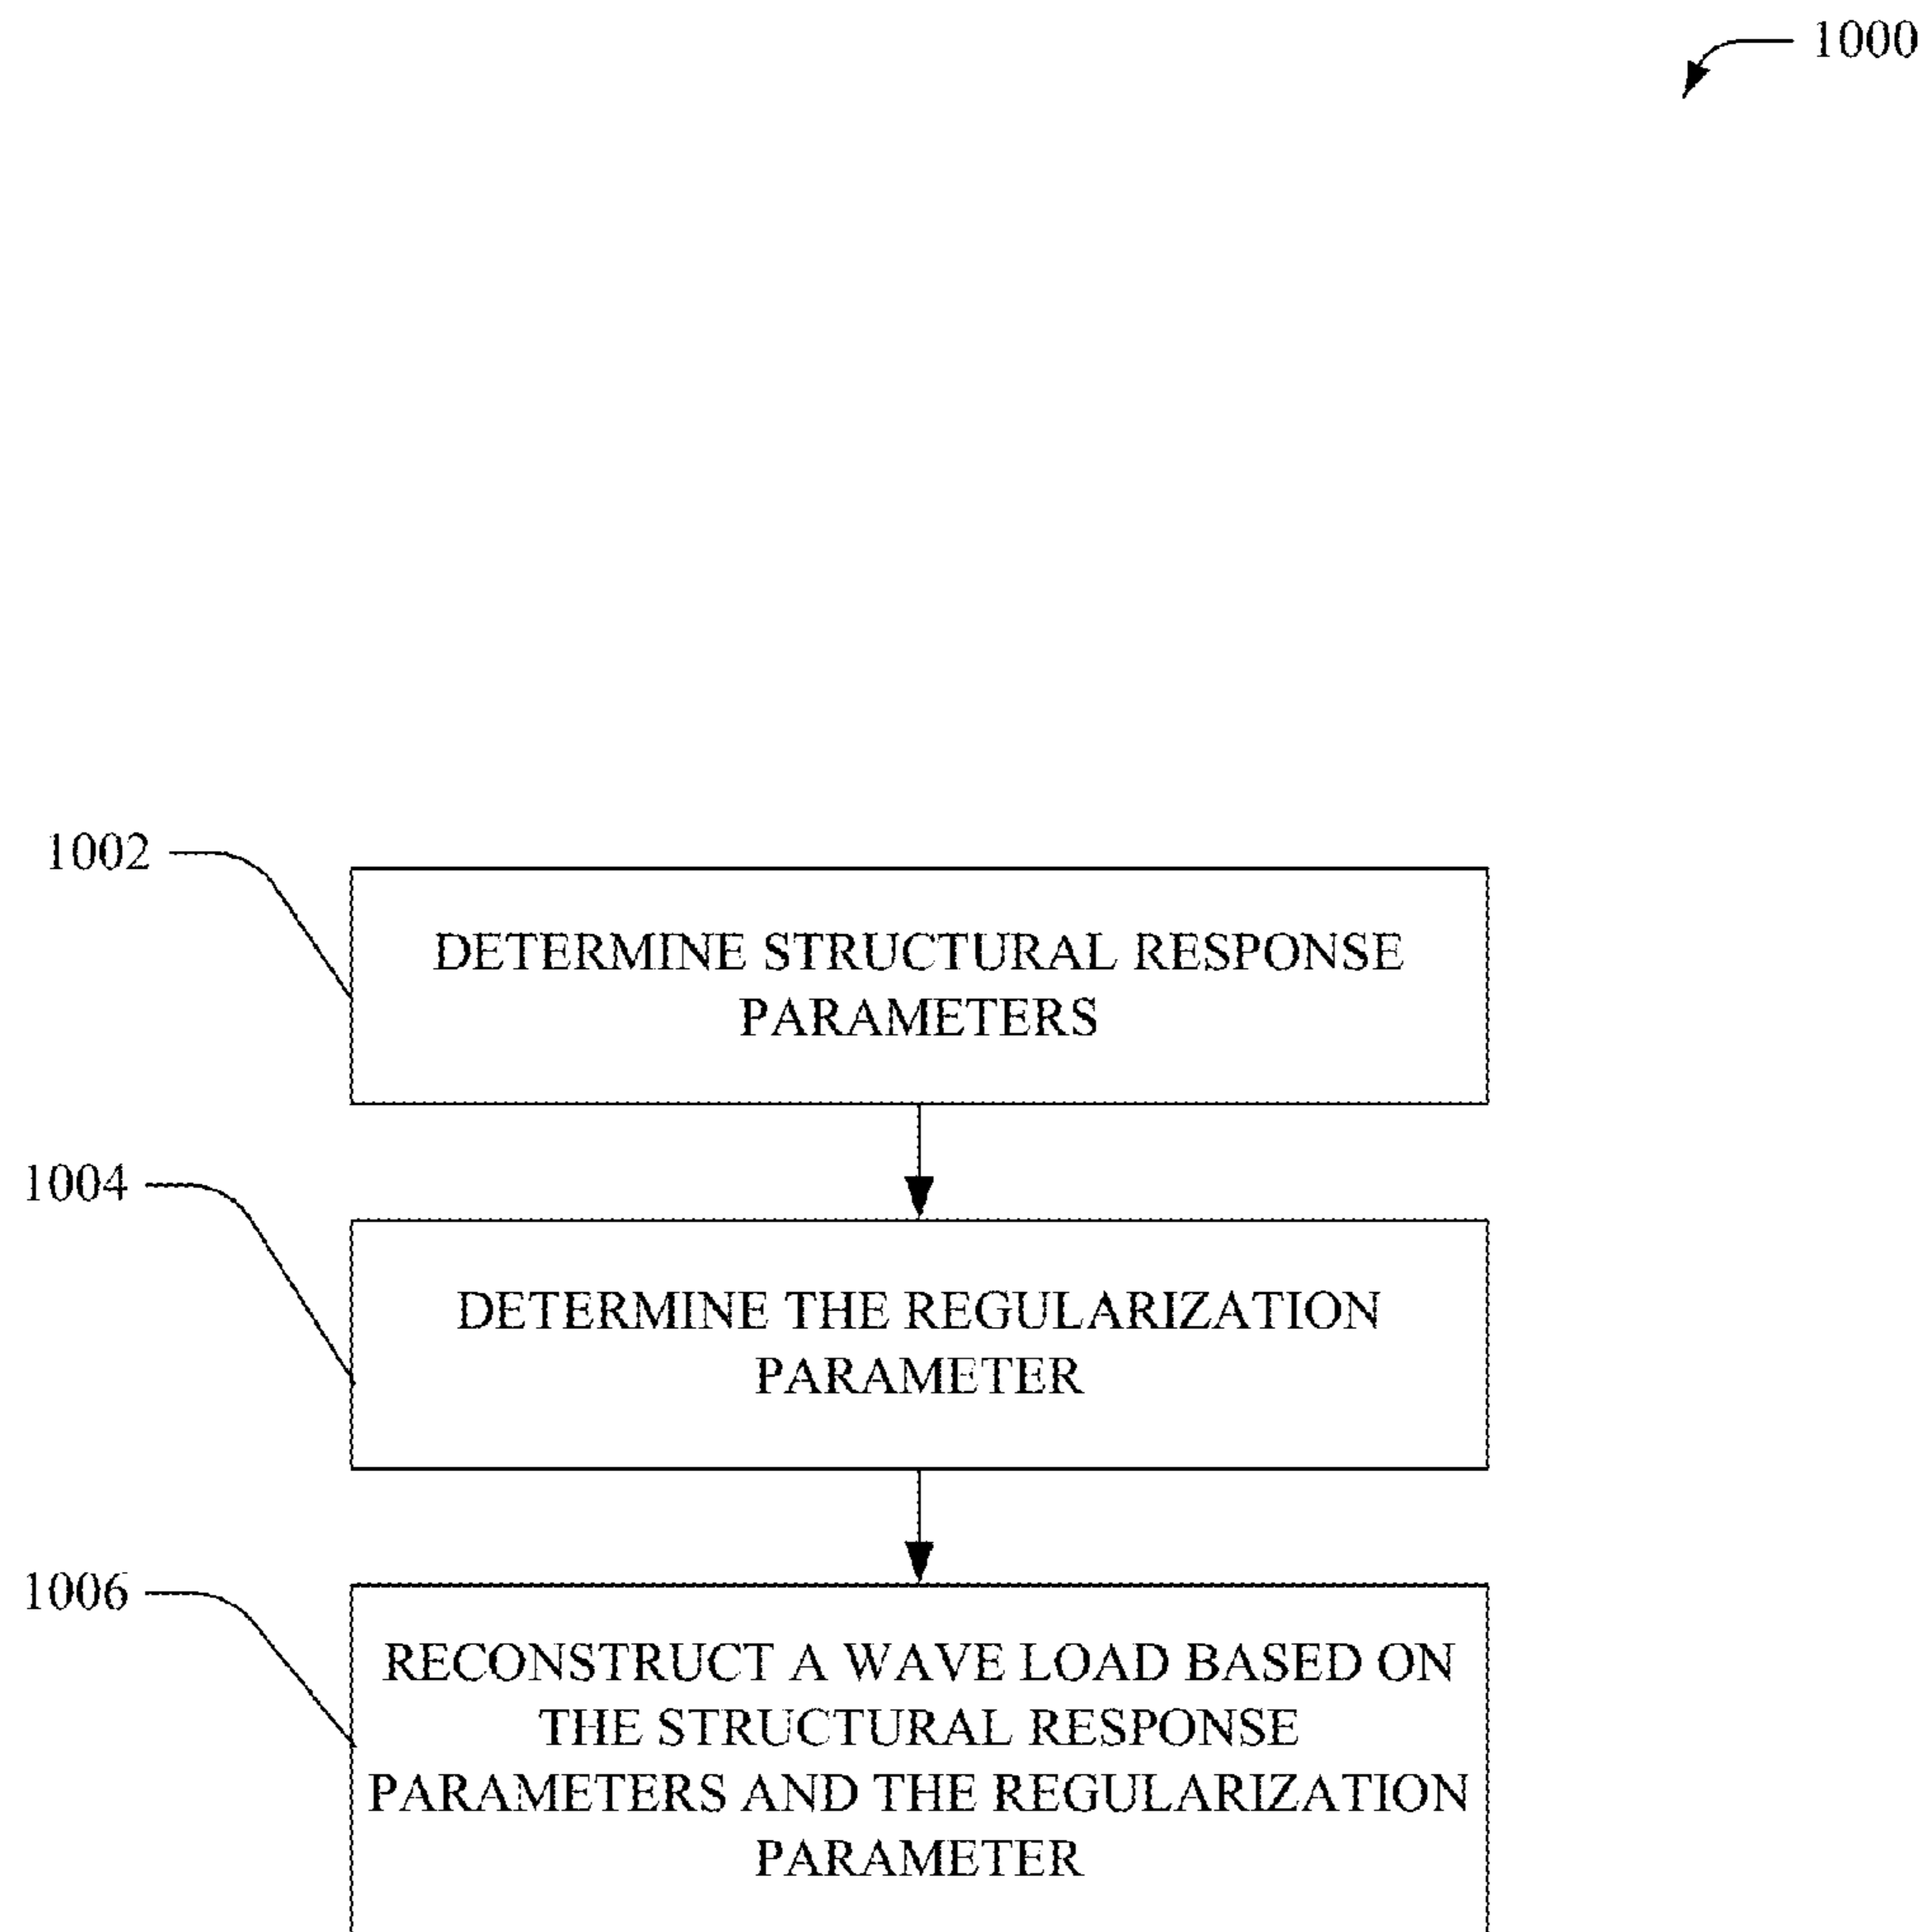 1000
1002
DETERMINE STRUCTURAL RESPONSE
PARAMETERS
1004
DETERMINE THE REGULARIZATION
PARAMETER
1006
RECONSTRUCT A WAVE LOAD BASED ON
THE STRUCTURAL RESPONSE
PARAMETERS AND THE REGULARIZATION
PARAMETER